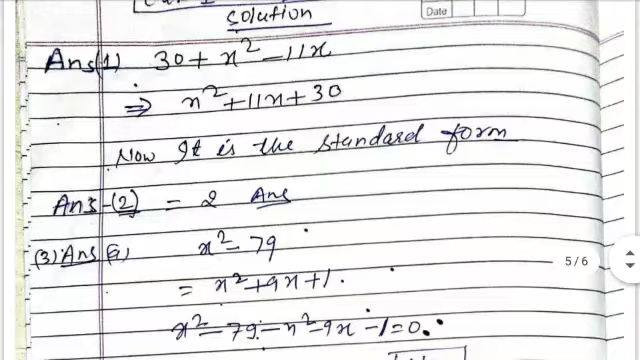 solution
Date
Ans(1) 30 + x² - 11x
⇒ x² + 11x + 30
Now It is the standard form
Ans-(2) = 2 Ans
(3) Ans x² - 79
= x² + 9x + 1.
x² - 79 - x² - 9x - 1 = 0.
5/6